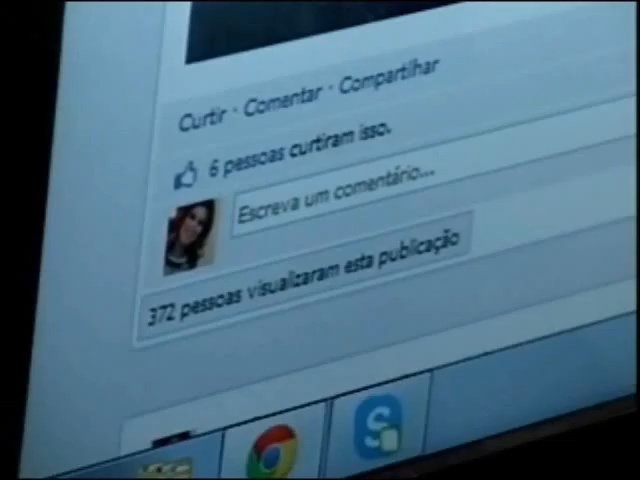 Curtir · Comentar · Compartilhar
6 pessoas curtiram isso.
Escreva um comentário...
372 pessoas visualizaram esta publicação